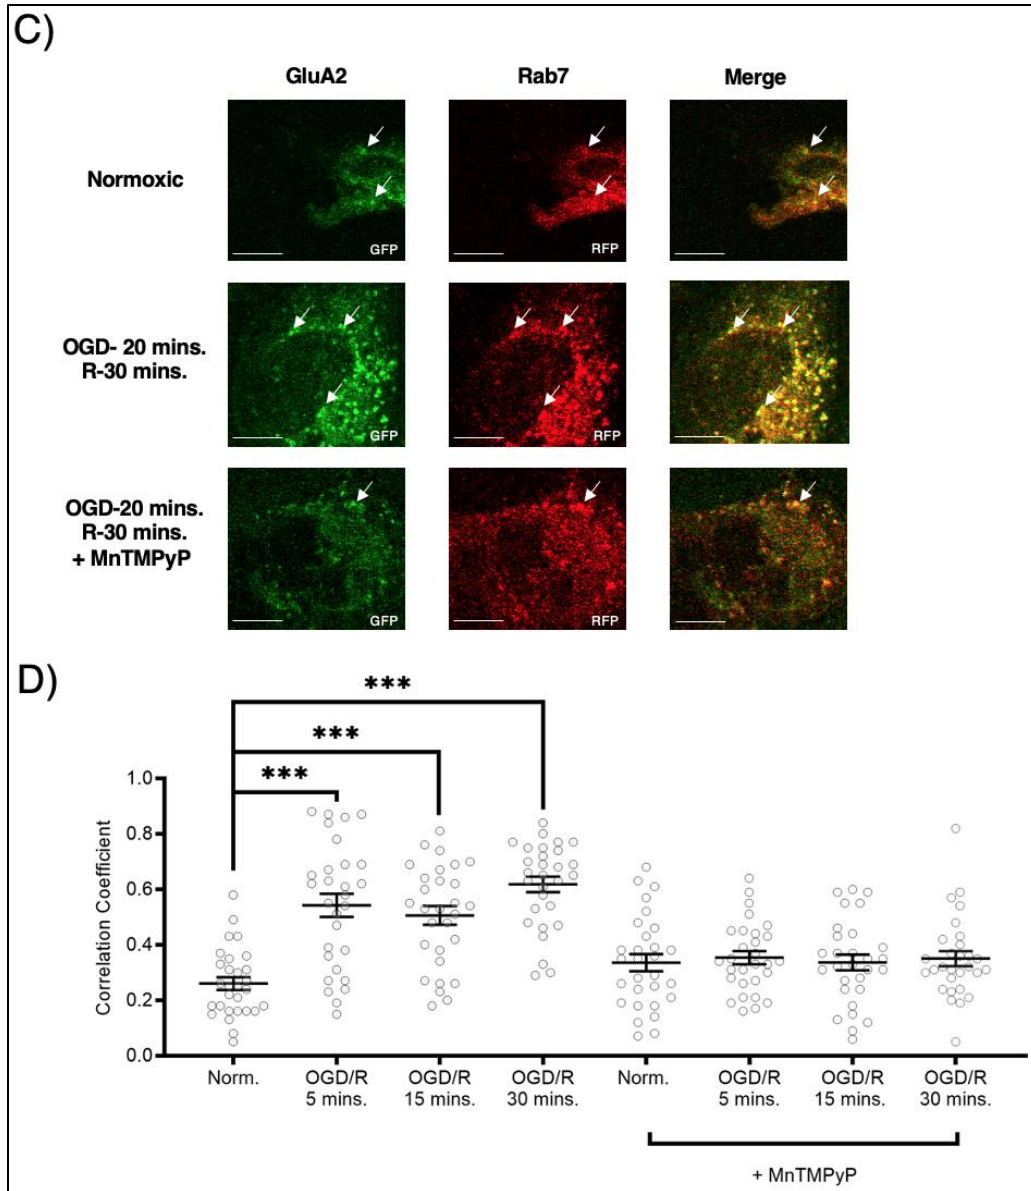 C)
GluA2
Rab7
Merge
Normoxic
GFP
RFP
OGD- 20 mins.
R-30 mins.
GFP
RFP
OGD-20 mins.
R-30 mins.
+ MnTMPyP
GFP
RFP
D)
***
***
***
1.0
0.8
0.6
0.4
0.2
0.0
Correlation Coefficient
Norm.
OGD/R
5 mins.
OGD/R
15 mins.
OGD/R
30 mins.
Norm.
OGD/R
5 mins.
OGD/R
15 mins.
OGD/R
30 mins.
+ MnTMPyP